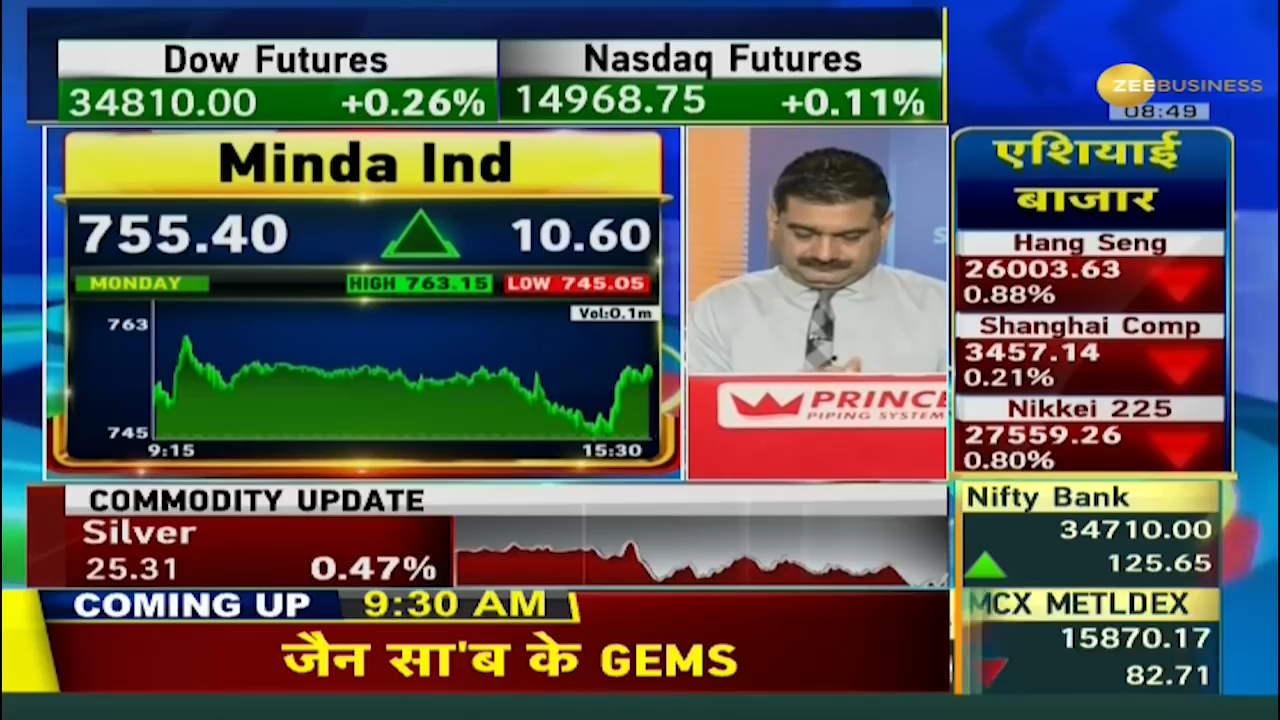 Dow Futures
34810.00 +0.26%
Nasdaq Futures
14968.75 +0.11%
ZEEBUSINESS
08:49
Minda Ind
755.40 10.60
MONDAY HIGH 763.15 LOW 745.05
Vol:0.1m
763
745
9:15 15:30
PRINCE
PIPING SYSTEM
एशियाई
बाजार
Hang Seng
26003.63
0.88%
Shanghai Comp
3457.14
0.21%
Nikkei 225
27559.26
0.80%
COMMODITY UPDATE
Silver
25.31 0.47%
Nifty Bank
34710.00
125.65
MCX METLDEX
15870.17
82.71
COMING UP 9:30 AM
जैन सा'ब के GEMS